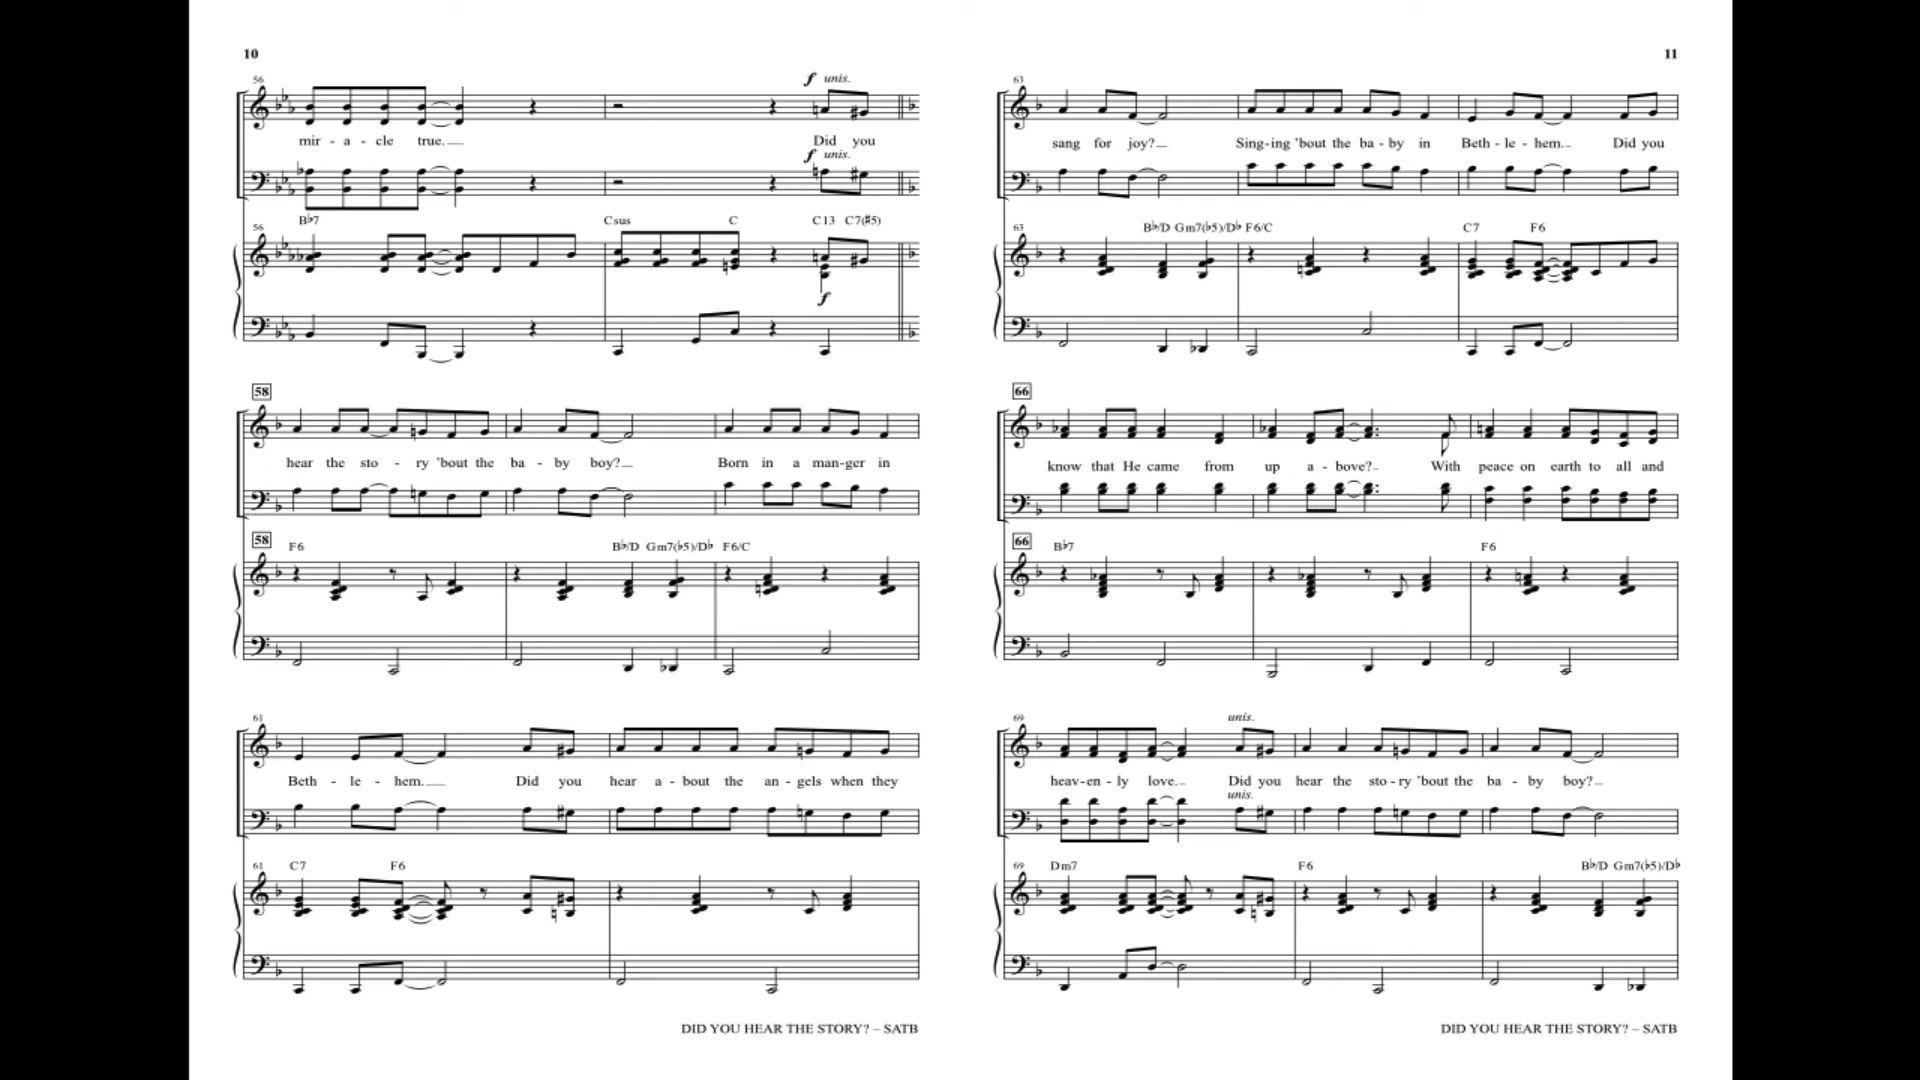 10
56 f unis.
mir - a - cle true. Did you
f unis.
B♭7 Csus C C13 C7(♯5)
56
f
58
hear the sto - ry 'bout the ba - by boy? Born in a man-ger in
58
F6 B♭/D Gm7(♭5)/D♭ F6/C
61
Beth - le - hem. Did you hear a - bout the an - gels when they
61 C7 F6
DID YOU HEAR THE STORY? – SATB
11
63
sang for joy? Sing-ing 'bout the ba - by in Beth - le - hem. Did you
63 B♭/D Gm7(♭5)/D♭ F6/C C7 F6
66
know that He came from up a - bove? With peace on earth to all and
66
B♭7 F6
69 unis.
heav-en - ly love. Did you hear the sto - ry 'bout the ba - by boy?
unis.
69 Dm7 F6 B♭/D Gm7(♭5)/D♭
DID YOU HEAR THE STORY? – SATB